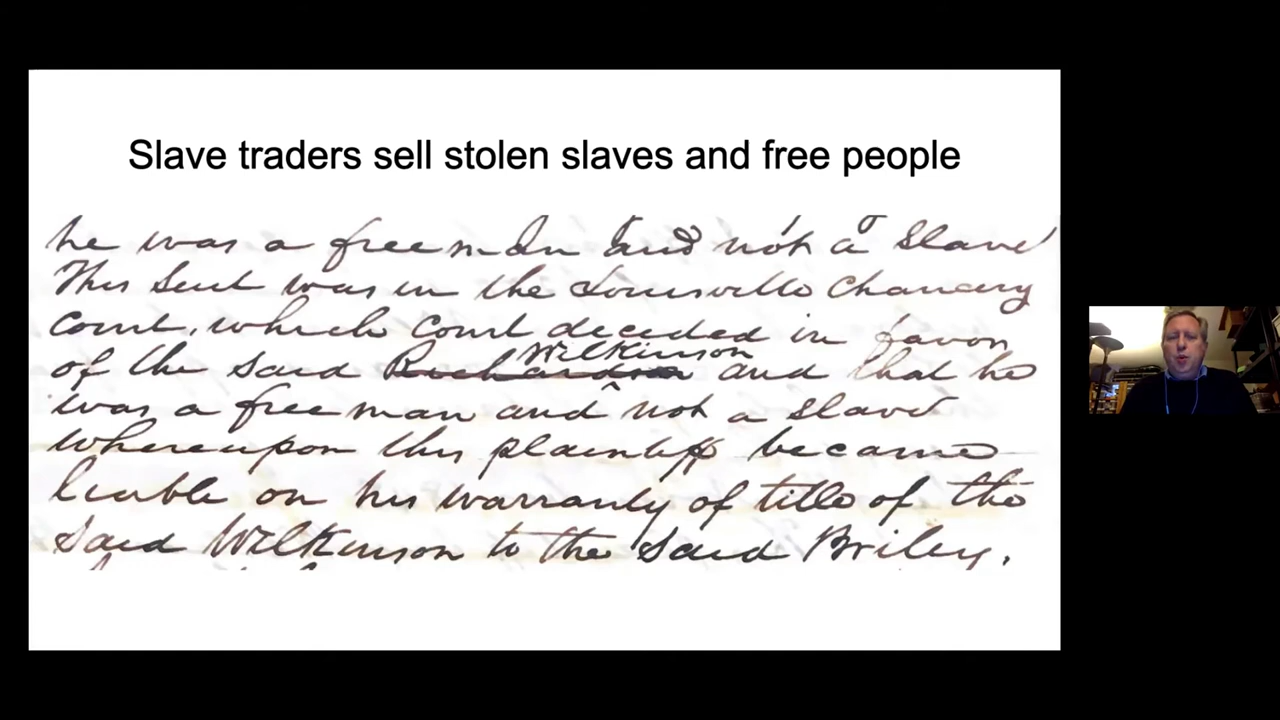 Slave traders sell stolen slaves and free people
he was a free man and not a slave
This suit was in the Louisville Chancery
Court, which Court decided in favor
of the said Richardson Wilkinson and that he
was a free man and not a slave
whereupon this plaintiff became
liable on his warranty of title of the
said Wilkinson to the said Briley.